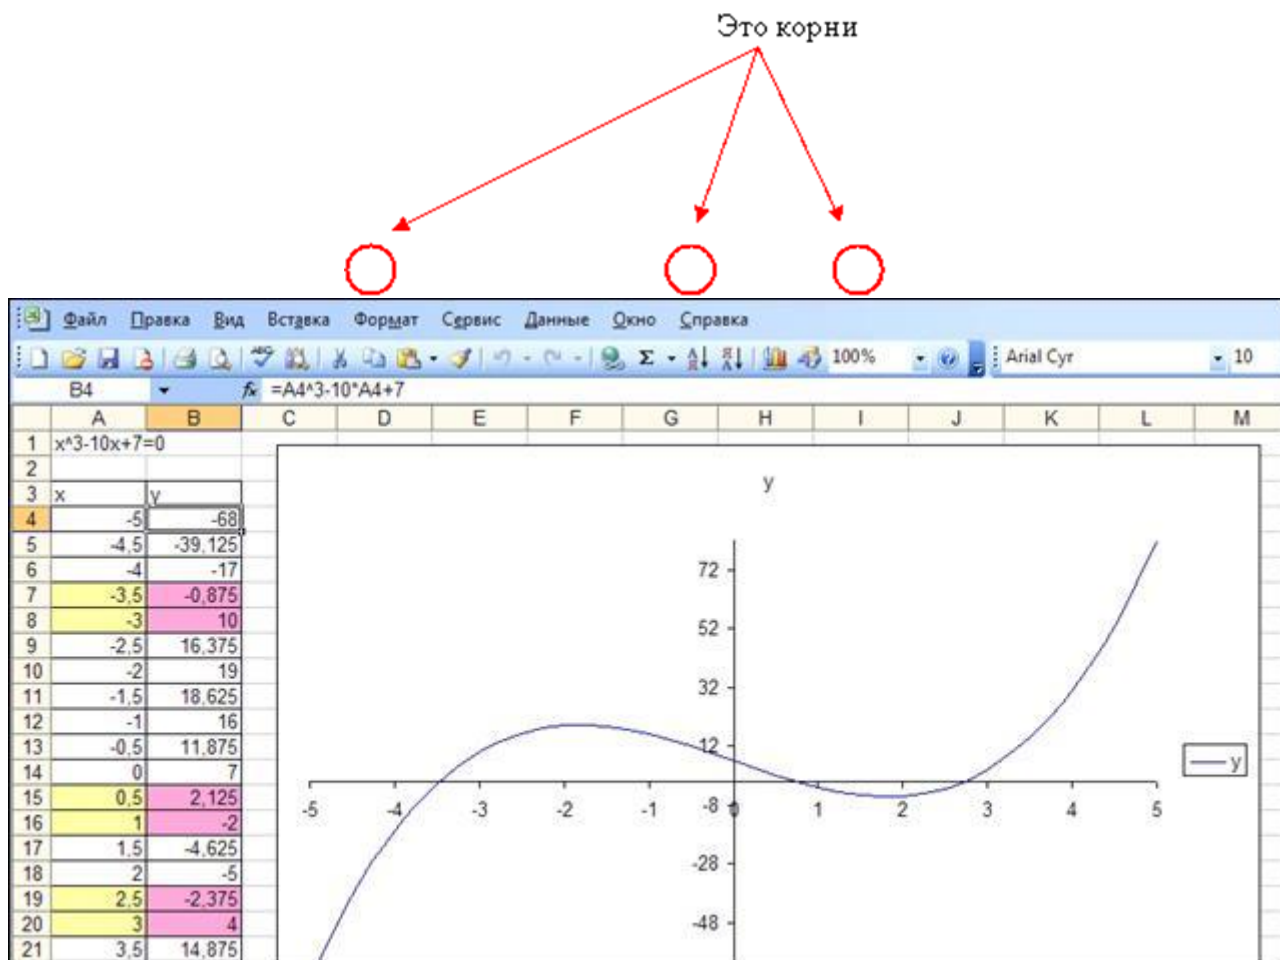 Это корни
Файл Правка Вид Вставка Формат Сервис Данные Окно Справка
100% Arial Cyr 10
B4 fx =A4^3-10*A4+7
A B C D E F G H I J K L M
1 x^3-10x+7=0
2
3 x y
4 -5 -68
5 -4,5 -39,125
6 -4 -17
7 -3,5 -0,875
8 -3 10
9 -2,5 16,375
10 -2 19
11 -1,5 18,625
12 -1 16
13 -0,5 11,875
14 0 7
15 0,5 2,125
16 1 -2
17 1,5 -4,625
18 2 -5
19 2,5 -2,375
20 3 4
21 3,5 14,875
y
72
52
32
12
-8
-28
-48
-5 -4 -3 -2 -1 0 1 2 3 4 5
y